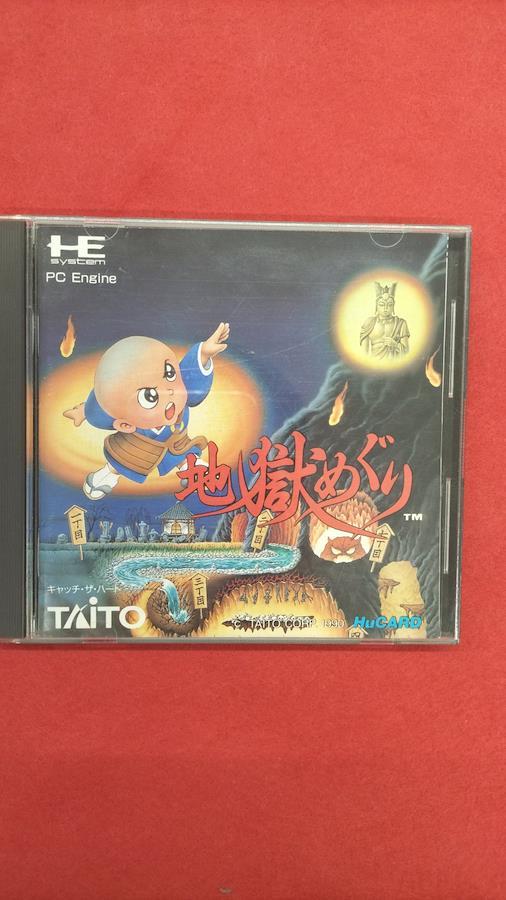 HE
system
PC Engine
地獄めぐり
TM
一丁目
二丁目
三丁目
キャッチ・ザ・ハート
TAITO
© TAITO CORP. 1990
HuCARD